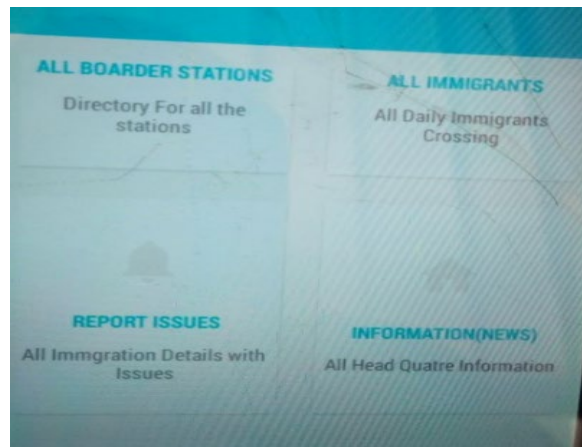 ALL BOARDER STATIONS
Directory For all the
stations
ALL IMMIGRANTS
All Daily Immigrants
Crossing
REPORT ISSUES
All Immgration Details with
Issues
INFORMATION(NEWS)
All Head Quatre Information